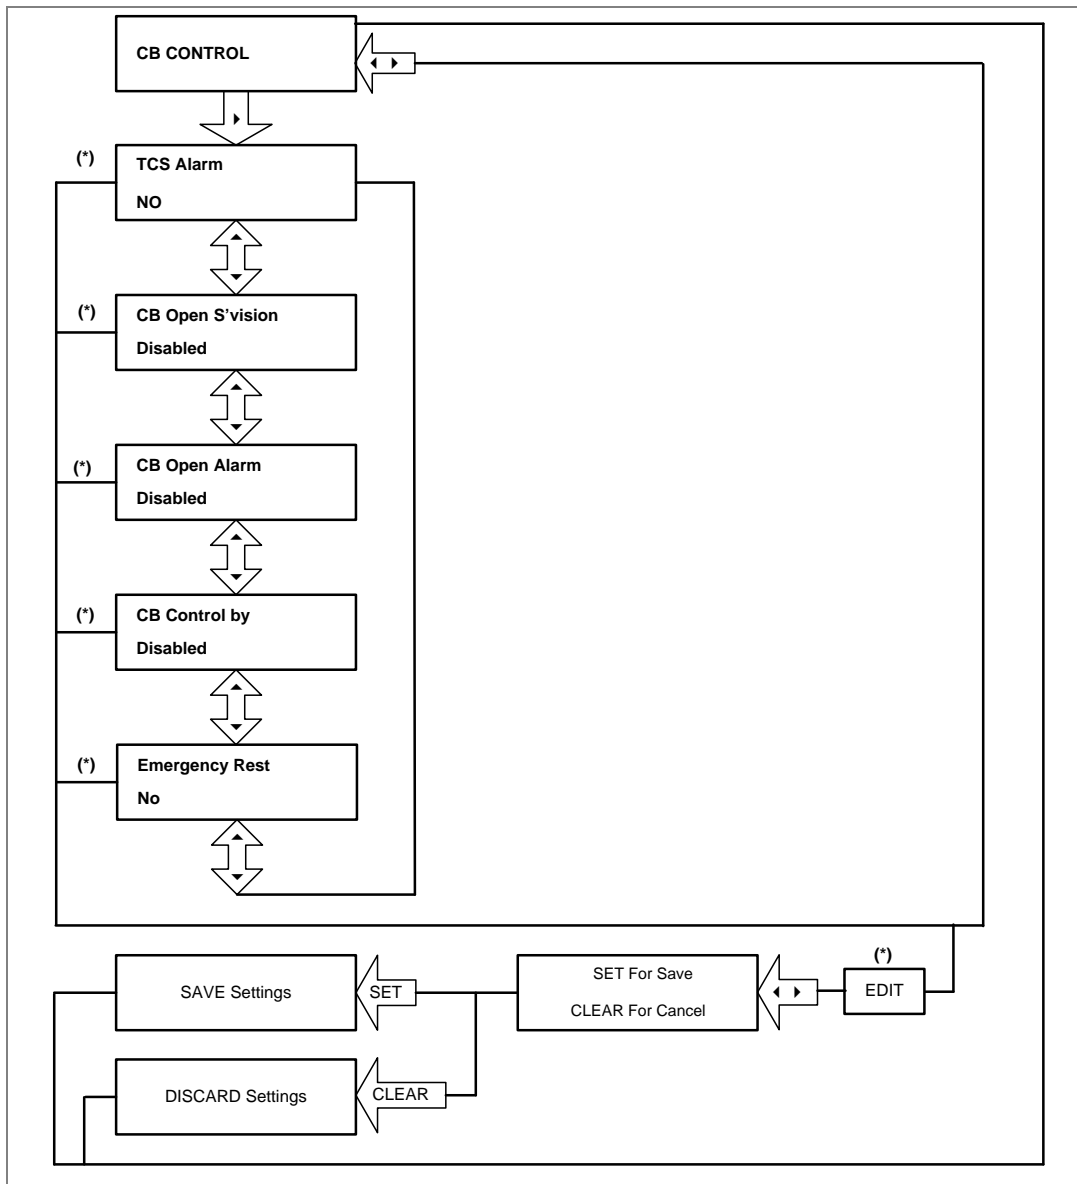 CB CONTROL
(*)
TCS Alarm
NO
(*)
CB Open S'vision
Disabled
(*)
CB Open Alarm
Disabled
(*)
CB Control by
Disabled
(*)
Emergency Rest
No
(*)
SAVE Settings
SET
SET For Save
CLEAR For Cancel
EDIT
DISCARD Settings
CLEAR